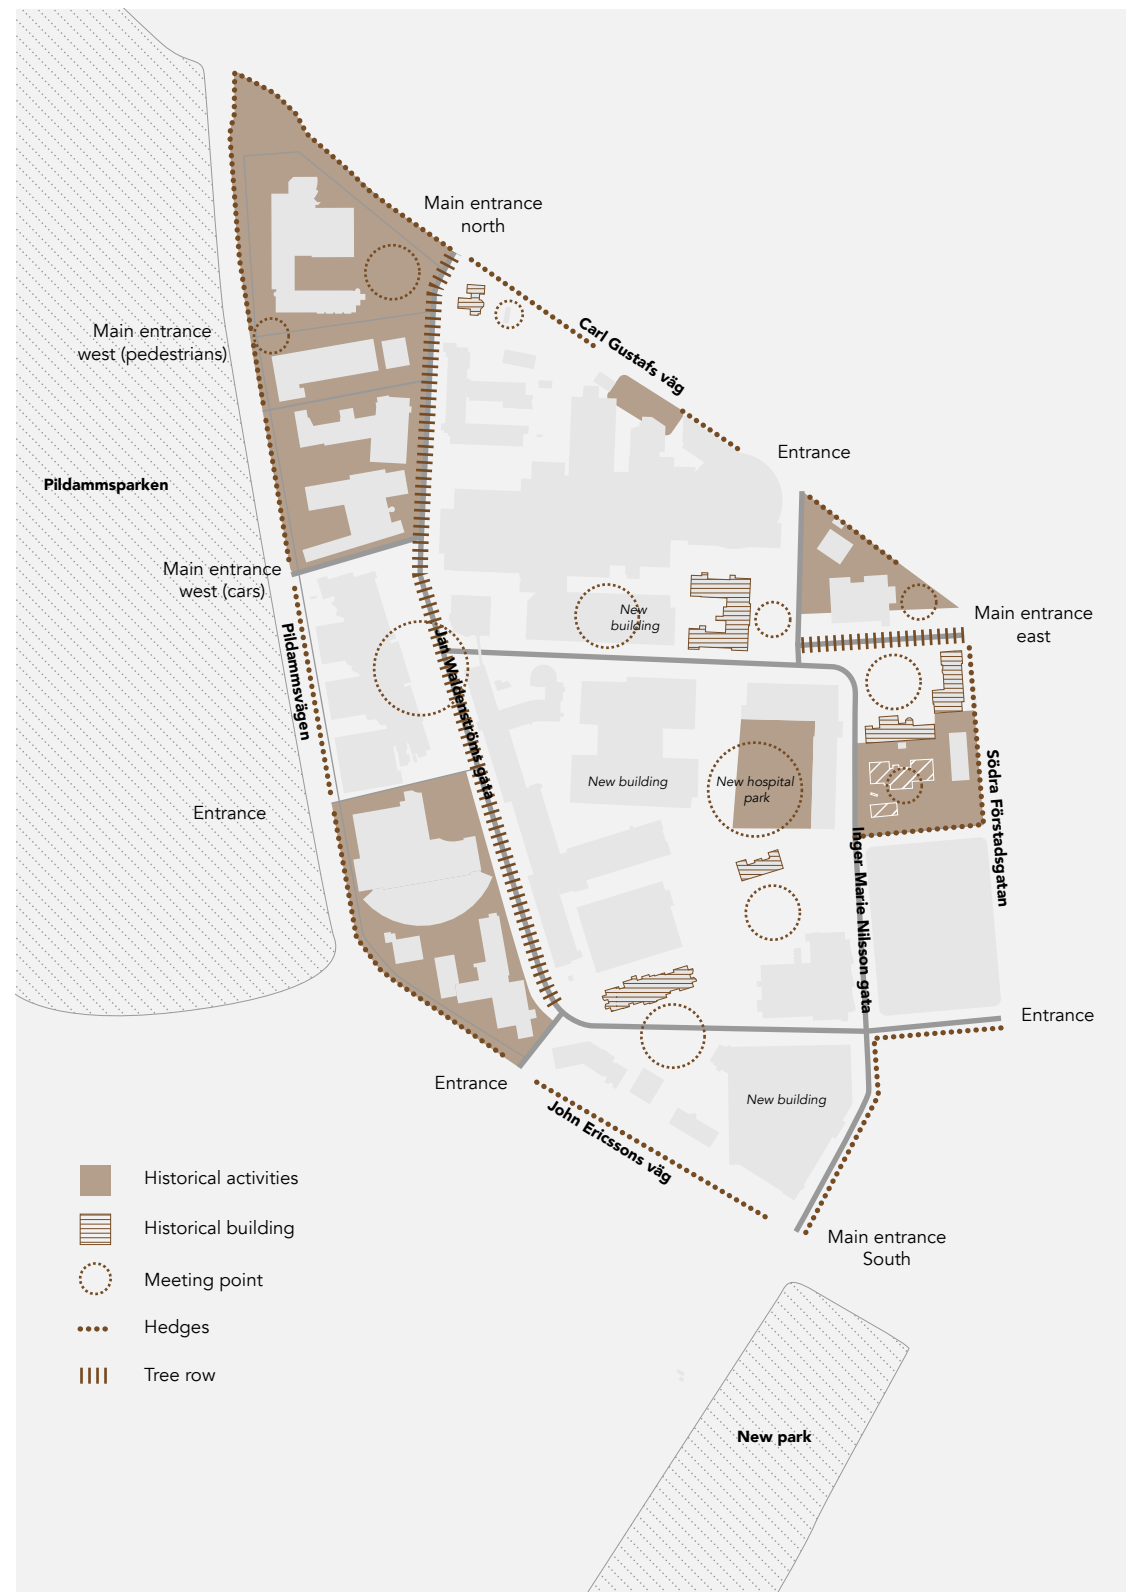 Main entrance
north
Carl Gustafs väg
Main entrance
west (pedestrians)
Entrance
Pildammsparken
Main entrance
west (cars)
New
building
Main entrance
east
Pildammsvägen
Jan Waldenströms gata
New building
New hospital
park
Södra Förstadsgatan
Entrance
Inger Marie Nilsson gata
Entrance
Entrance
New building
John Ericssons väg
Historical activities
Historical building
Meeting point
Hedges
Tree row
Main entrance
South
New park